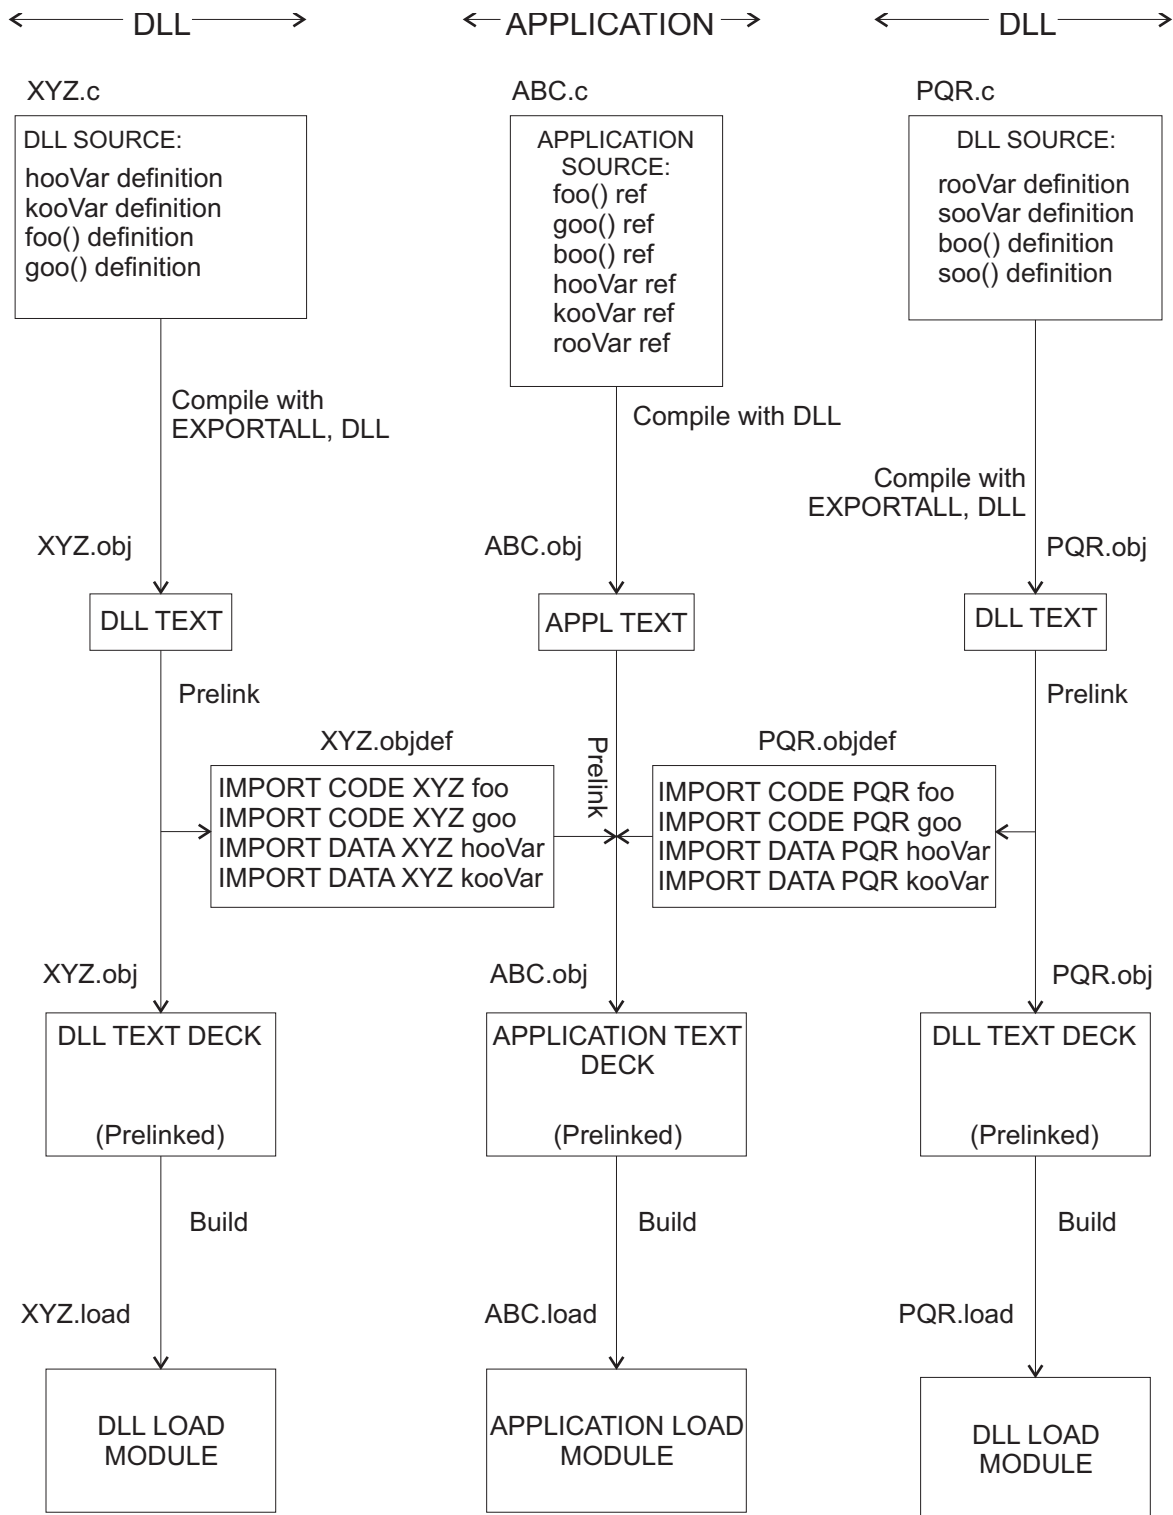 DLL
APPLICATION
DLL
XYZ.c
ABC.c
PQR.c
DLL SOURCE:
hooVar definition
kooVar definition
foo() definition
goo() definition
APPLICATION
SOURCE:
foo() ref
goo() ref
boo() ref
hooVar ref
kooVar ref
rooVar ref
DLL SOURCE:
rooVar definition
sooVar definition
boo() definition
soo() definition
Compile with
EXPORTALL, DLL
Compile with DLL
Compile with
EXPORTALL, DLL
XYZ.obj
ABC.obj
PQR.obj
DLL TEXT
APPL TEXT
DLL TEXT
Prelink
Prelink
Prelink
XYZ.objdef
PQR.objdef
IMPORT CODE XYZ foo
IMPORT CODE XYZ goo
IMPORT DATA XYZ hooVar
IMPORT DATA XYZ kooVar
IMPORT CODE PQR foo
IMPORT CODE PQR goo
IMPORT DATA PQR hooVar
IMPORT DATA PQR kooVar
XYZ.obj
ABC.obj
PQR.obj
DLL TEXT DECK
(Prelinked)
APPLICATION TEXT
DECK
(Prelinked)
DLL TEXT DECK
(Prelinked)
Build
Build
Build
XYZ.load
ABC.load
PQR.load
DLL LOAD
MODULE
APPLICATION LOAD
MODULE
DLL LOAD
MODULE